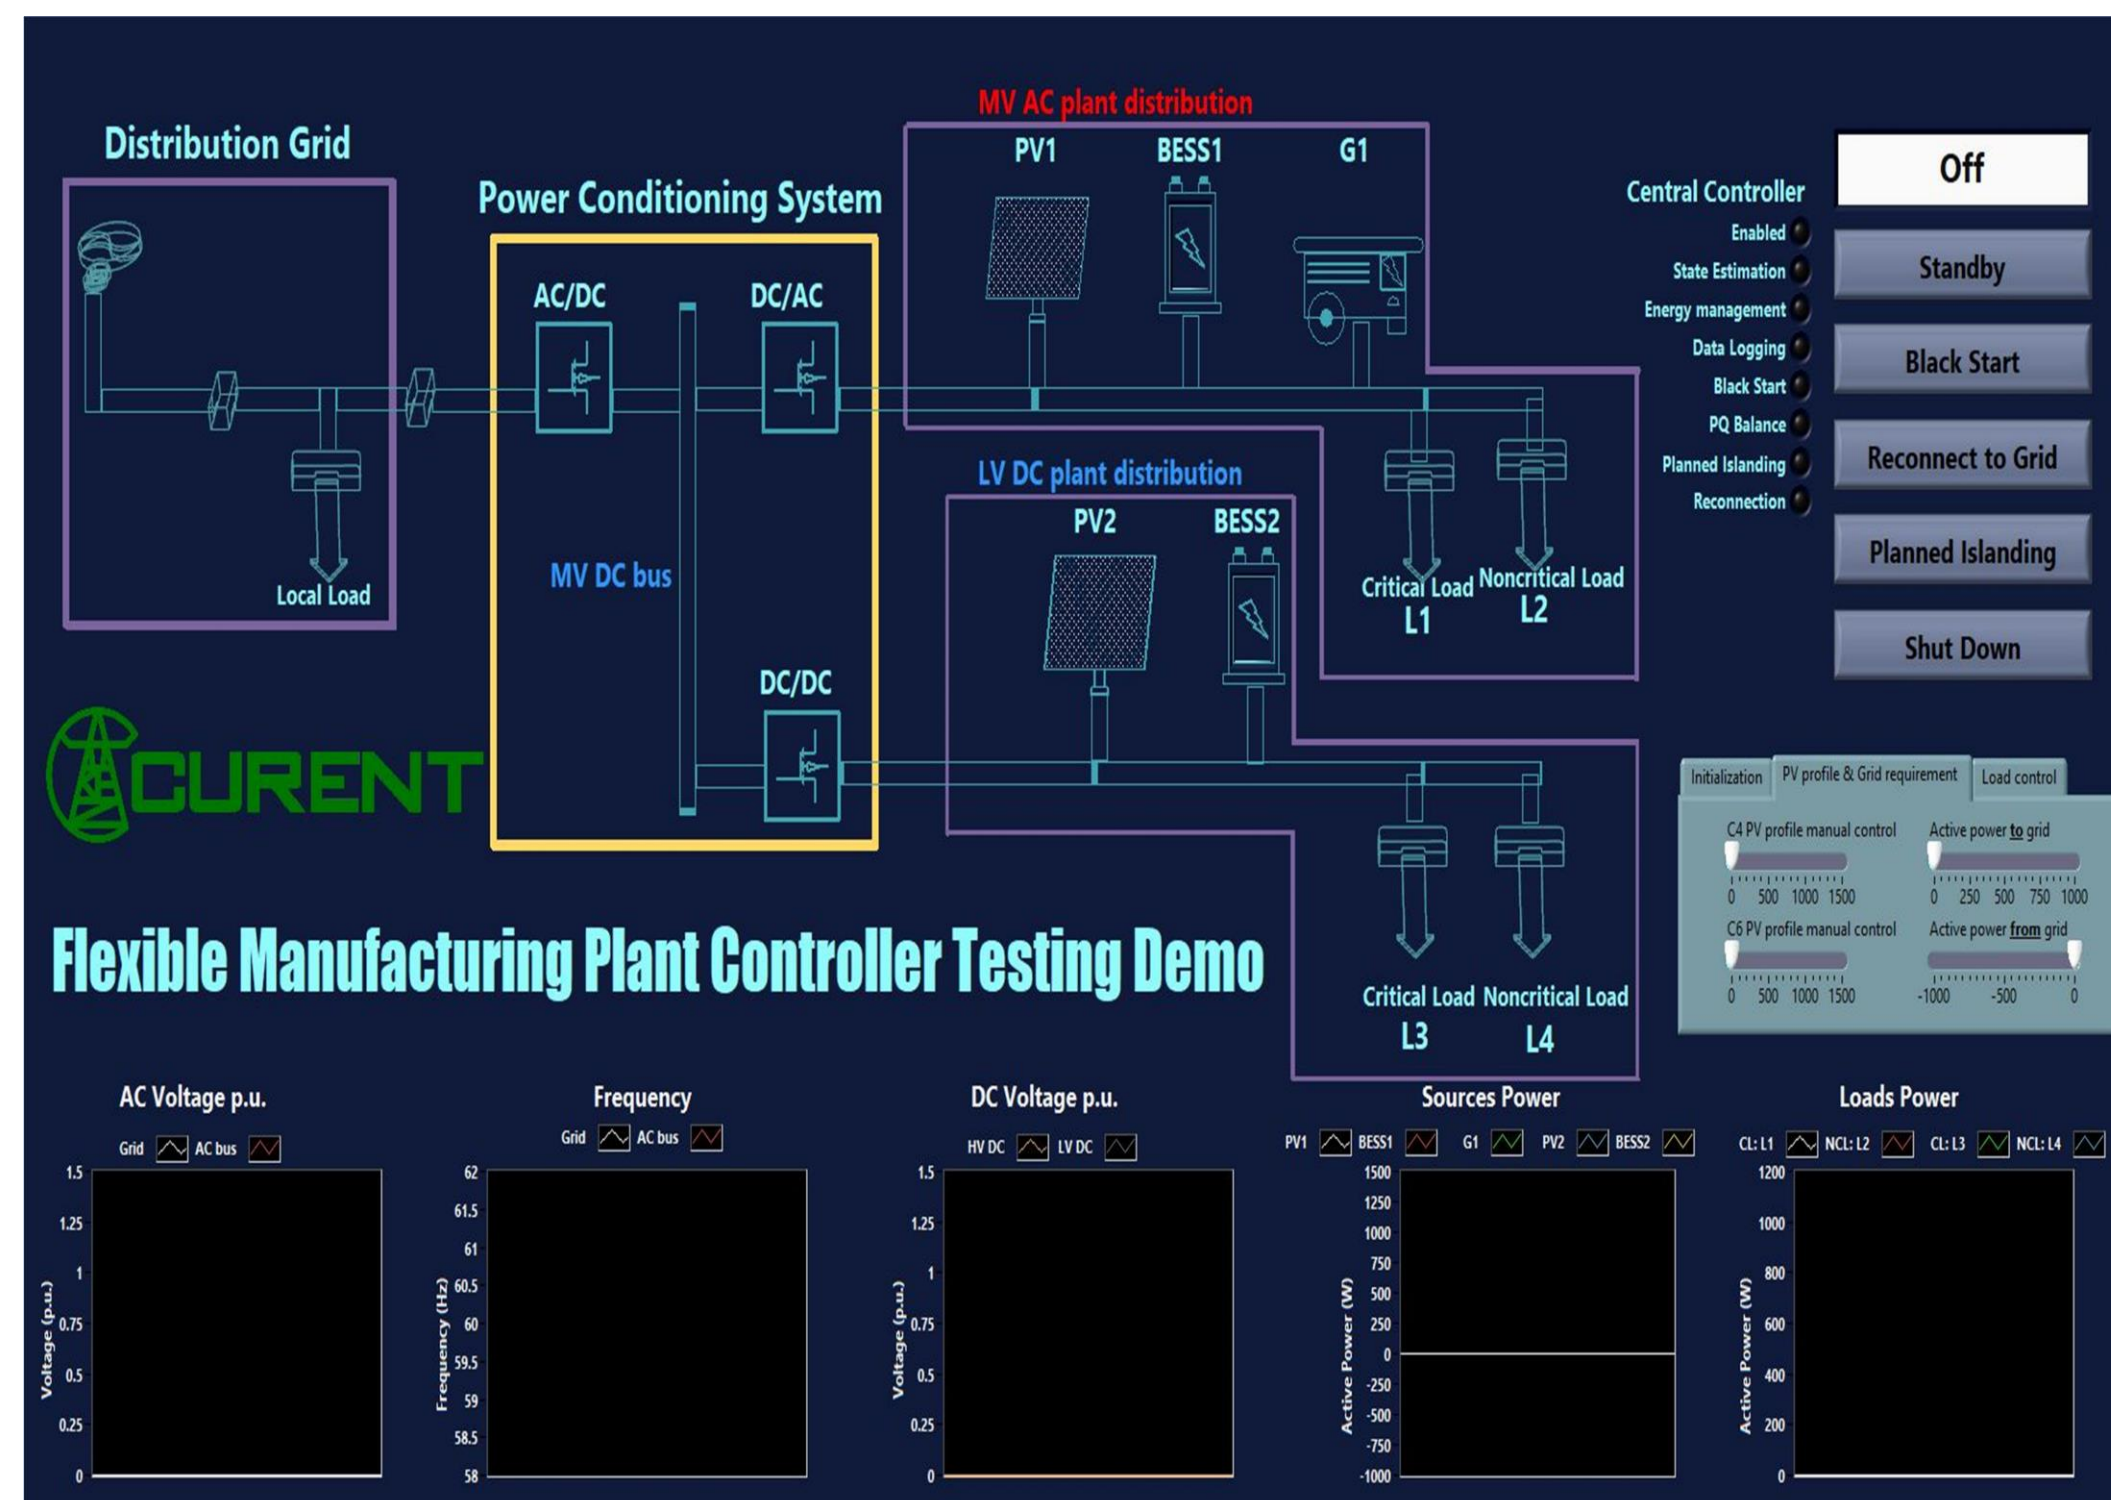 MV AC plant distribution
Distribution Grid
PV1
BESS1
G1
Off
Power Conditioning System
Central Controller
Enabled
Standby
State Estimation
AC/DC
DC/AC
Energy management
Data Logging
Black Start
Black Start
PQ Balance
Reconnect to Grid
Planned Islanding
LV DC plant distribution
Reconnection
PV2
BESS2
Planned Islanding
MV DC bus
Local Load
Critical Load
L1
Noncritical Load
L2
Shut Down
DC/DC
CURENT
Initialization
PV profile & Grid requirement
Load control
C4 PV profile manual control
0 500 1000 1500
Active power to grid
0 250 500 750 1000
C6 PV profile manual control
0 500 1000 1500
Active power from grid
-1000 -500 0
Flexible Manufacturing Plant Controller Testing Demo
Critical Load
L3
Noncritical Load
L4
AC Voltage p.u.
Grid AC bus
Voltage (p.u.)
1.5
1.25
1
0.75
0.5
0.25
0
Frequency
Grid AC bus
Frequency (Hz)
62
61.5
61
60.5
60
59.5
59
58.5
58
DC Voltage p.u.
HV DC LV DC
Voltage (p.u.)
1.5
1.25
1
0.75
0.5
0.25
0
Sources Power
PV1 BESS1 G1 PV2 BESS2
Active Power (W)
1500
1250
1000
750
500
250
0
-250
-500
-750
-1000
Loads Power
CL: L1 NCL: L2 CL: L3 NCL: L4
Active Power (W)
1200
1000
800
600
400
200
0